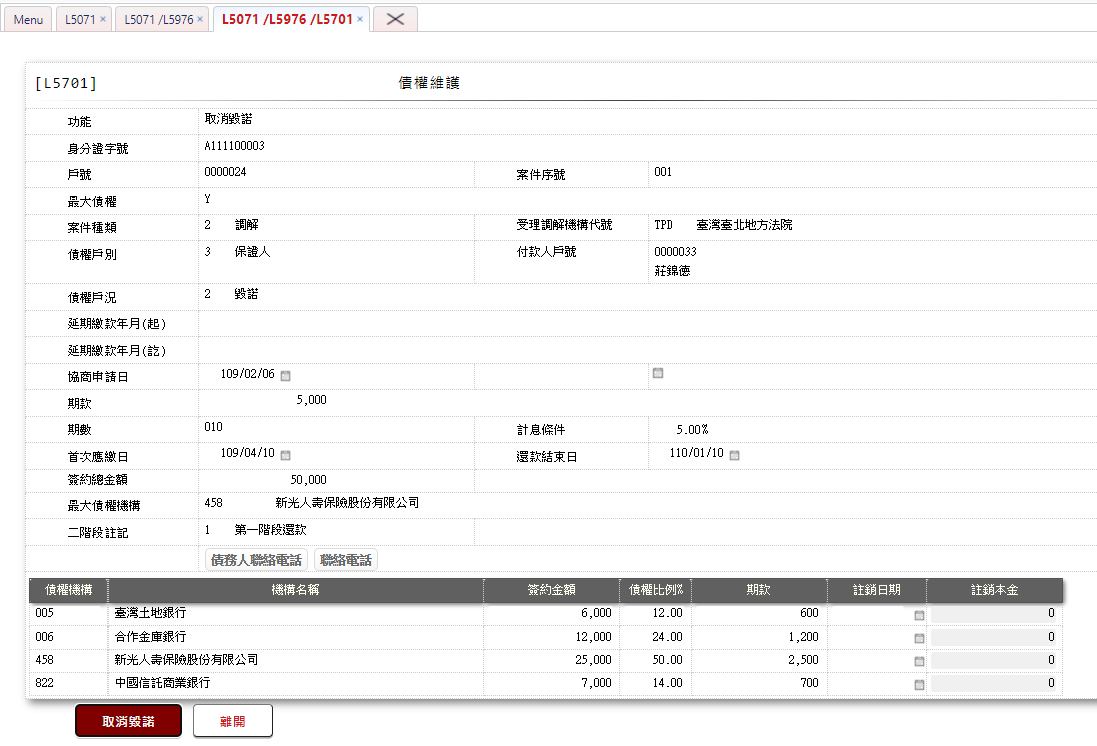 Menu L5071 × L5071 /L5976 × L5071 /L5976 /L5701 ×
[L5701] 債權維護
功能 取消毀諾
身分證字號 A111100003
戶號 0000024 案件序號 001
最大債權 Y
案件種類 2 調解 受理調解機構代號 TPD 臺灣臺北地方法院
債權戶別 3 保證人 付款人戶號 0000033
莊錦德
債權戶況 2 毀諾
延期繳款年月(起)
延期繳款年月(訖)
協商申請日 109/02/06
期款 5,000
期數 010 計息條件 5.00%
首次應繳日 109/04/10 還款結束日 110/01/10
簽約總金額 50,000
最大債權機構 458 新光人壽保險股份有限公司
二階段註記 1 第一階段還款
債務人聯絡電話 聯絡電話
債權機構 機構名稱 簽約金額 債權比例% 期款 註銷日期 註銷本金
005 臺灣土地銀行 6,000 12.00 600 0
006 合作金庫銀行 12,000 24.00 1,200 0
458 新光人壽保險股份有限公司 25,000 50.00 2,500 0
822 中國信託商業銀行 7,000 14.00 700 0
取消毀諾 離開